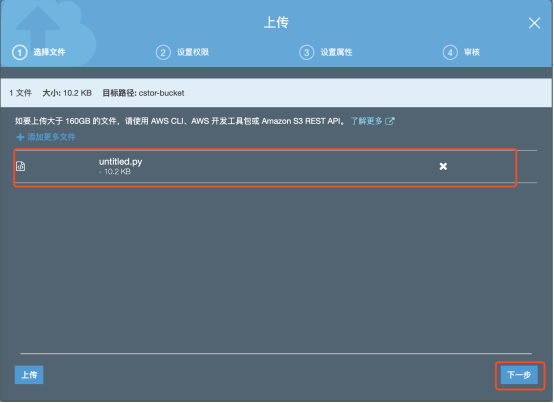 上传
1 选择文件 2 设置权限 3 设置属性 4 审核
1 文件 大小: 10.2 KB 目标路径: cstor-bucket
如要上传大于 160GB 的文件，请使用 AWS CLI、AWS 开发工具包或 Amazon S3 REST API。 了解更多
添加更多文件
untitled.py
- 10.2 KB
上传 下一步